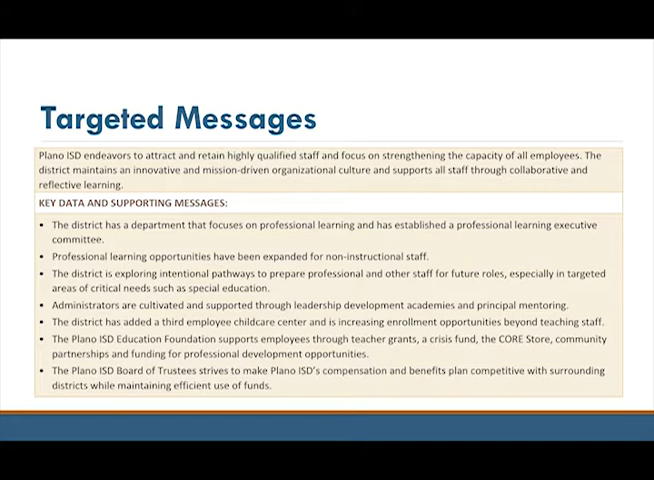 Targeted Messages
Plano ISD endeavors to attract and retain highly qualified staff and focus on strengthening the capacity of all employees. The
district maintains an innovative and mission-driven organizational culture and supports all staff through collaborative and
reflective learning.
KEY DATA AND SUPPORTING MESSAGES:
• The district has a department that focuses on professional learning and has established a professional learning executive
committee.
• Professional learning opportunities have been expanded for non-instructional staff.
• The district is exploring intentional pathways to prepare professional and other staff for future roles, especially in targeted
areas of critical needs such as special education.
• Administrators are cultivated and supported through leadership development academies and principal mentoring.
• The district has added a third employee childcare center and is increasing enrollment opportunities beyond teaching staff.
• The Plano ISD Education Foundation supports employees through teacher grants, a crisis fund, the CORE Store, community
partnerships and funding for professional development opportunities.
• The Plano ISD Board of Trustees strives to make Plano ISD's compensation and benefits plan competitive with surrounding
districts while maintaining efficient use of funds.